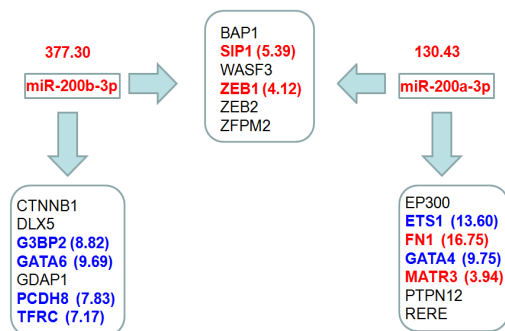 377.30
miR-200b-3p
BAP1
SIP1 (5.39)
WASF3
ZEB1 (4.12)
ZEB2
ZFPM2
130.43
miR-200a-3p
CTNNB1
DLX5
G3BP2 (8.82)
GATA6 (9.69)
GDAP1
PCDH8 (7.83)
TFRC (7.17)
EP300
ETS1 (13.60)
FN1 (16.75)
GATA4 (9.75)
MATR3 (3.94)
PTPN12
RERE